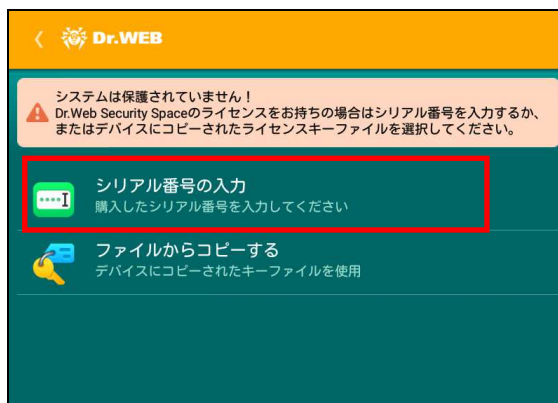 Dr.WEB
システムは保護されていません!
Dr.Web Security Spaceのライセンスをお持ちの場合はシリアル番号を入力するか、
またはデバイスにコピーされたライセンスキーファイルを選択してください。
シリアル番号の入力
購入したシリアル番号を入力してください
ファイルからコピーする
デバイスにコピーされたキーファイルを使用